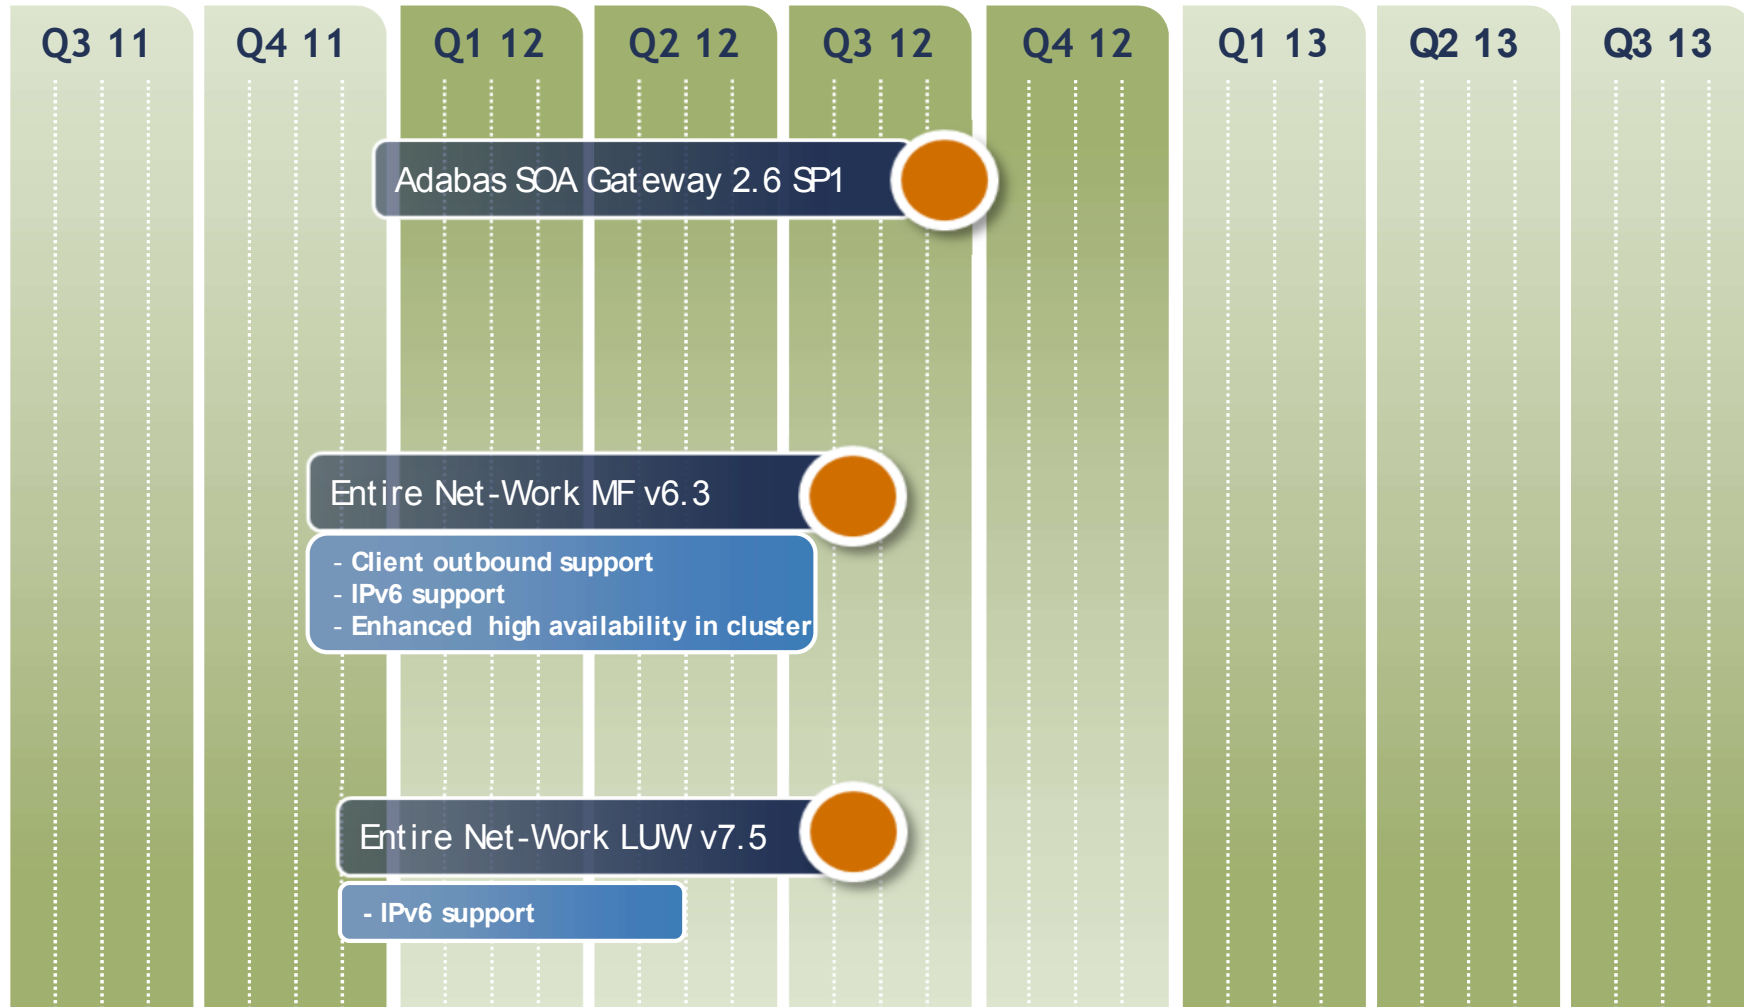 Q3 11 Q4 11 Q1 12 Q2 12 Q3 12 Q4 12 Q1 13 Q2 13 Q3 13
Adabas SOA Gateway 2.6 SP1
Entire Net-Work MF v6.3
- Client outbound support
- IPv6 support
- Enhanced high availability in cluster
Entire Net-Work LUW v7.5
- IPv6 support